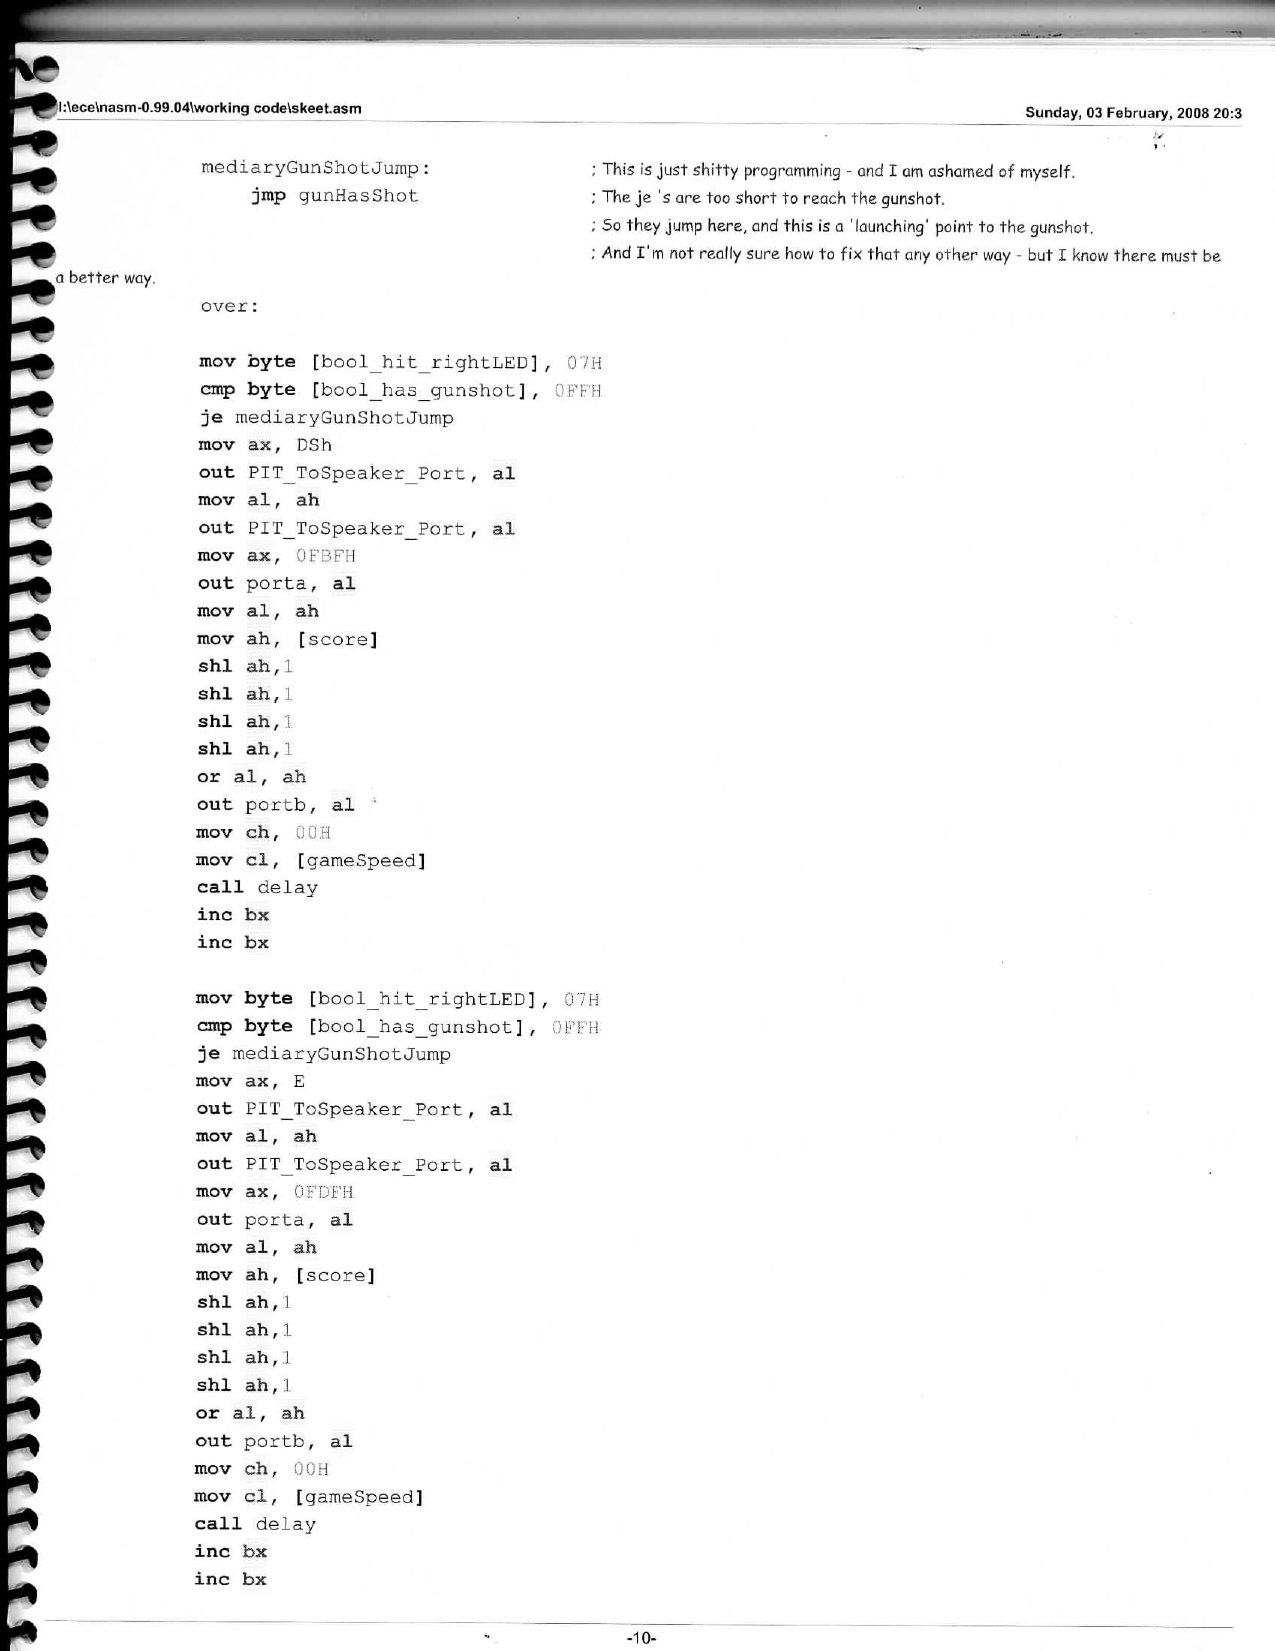 I:\ece\nasm-0.99.04\working code\skeet.asm
Sunday, 03 February, 2008 20:3
mediaryGunShotJump: ; This is just shitty programming - and I am ashamed of myself.
jmp gunHasShot ; The je 's are too short to reach the gunshot.
; So they jump here, and this is a 'launching' point to the gunshot.
; And I'm not really sure how to fix that any other way - but I know there must be
a better way.
over:
mov byte [bool_hit_rightLED], 07H
cmp byte [bool_has_gunshot], 0FFH
je mediaryGunShotJump
mov ax, DSh
out PIT_ToSpeaker_Port, al
mov al, ah
out PIT_ToSpeaker_Port, al
mov ax, 0FBFH
out porta, al
mov al, ah
mov ah, [score]
shl ah,1
shl ah,1
shl ah,1
shl ah,1
or al, ah
out portb, al
mov ch, 00H
mov cl, [gameSpeed]
call delay
inc bx
inc bx
mov byte [bool_hit_rightLED], 07H
cmp byte [bool_has_gunshot], 0FFH
je mediaryGunShotJump
mov ax, E
out PIT_ToSpeaker_Port, al
mov al, ah
out PIT_ToSpeaker_Port, al
mov ax, 0FDFH
out porta, al
mov al, ah
mov ah, [score]
shl ah,1
shl ah,1
shl ah,1
shl ah,1
or al, ah
out portb, al
mov ch, 00H
mov cl, [gameSpeed]
call delay
inc bx
inc bx
-10-